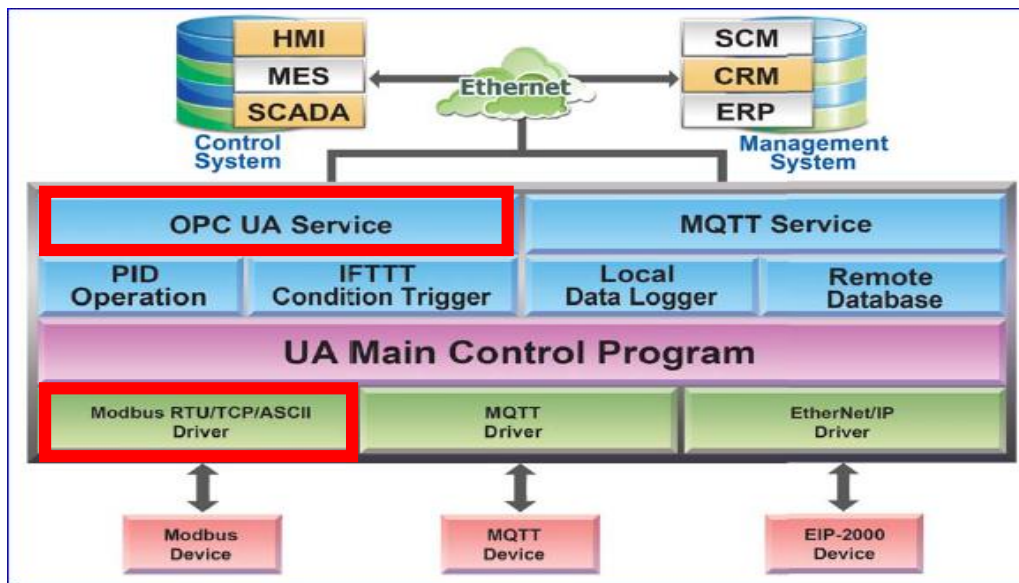 HMI
MES
SCADA
Control
System
Ethernet
SCM
CRM
ERP
Management
System
OPC UA Service
MQTT Service
PID
Operation
IFTTT
Condition Trigger
Local
Data Logger
Remote
Database
UA Main Control Program
Modbus RTU/TCP/ASCII
Driver
MQTT
Driver
EtherNet/IP
Driver
Modbus
Device
MQTT
Device
EIP-2000
Device